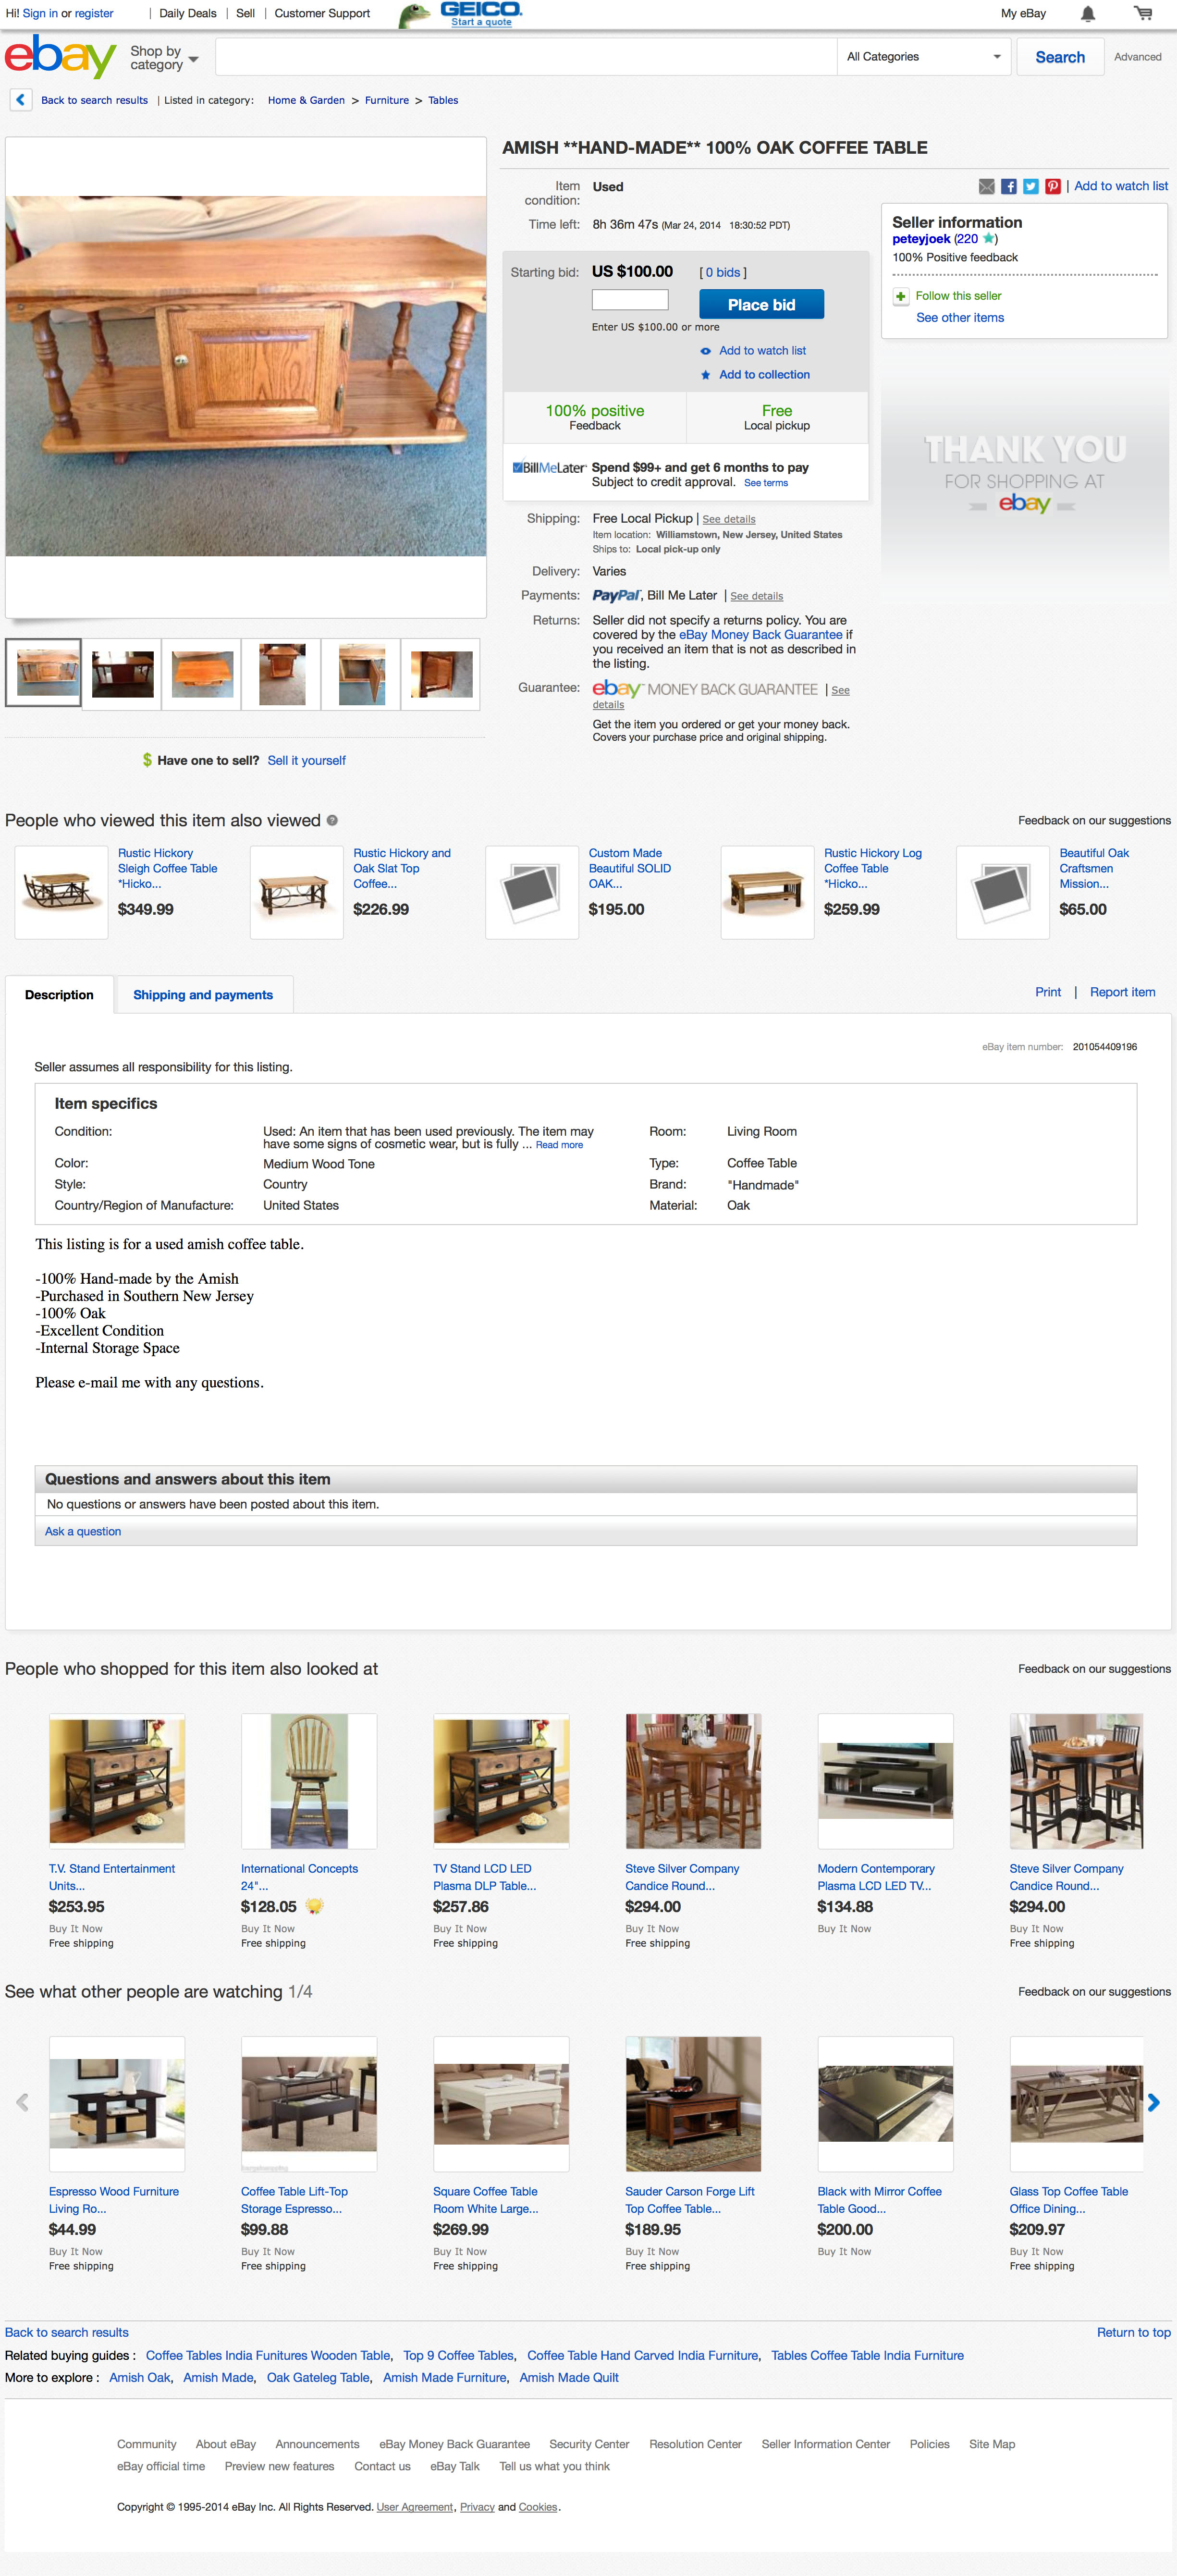 Hi! Sign in or register | Daily Deals | Sell | Customer Support GEICO. Start a quote My eBay
ebay Shop by category All Categories Search Advanced
Back to search results | Listed in category: Home & Garden > Furniture > Tables
AMISH **HAND-MADE** 100% OAK COFFEE TABLE
Item condition: Used
| Add to watch list
Time left: 8h 36m 47s (Mar 24, 2014 18:30:52 PDT)
Seller information
peteyjoek (220 )
100% Positive feedback
Follow this seller
See other items
Starting bid: US $100.00 [ 0 bids ]
Place bid
Enter US $100.00 or more
Add to watch list
Add to collection
100% positive Free
Feedback Local pickup
BillMeLater Spend $99+ and get 6 months to pay
Subject to credit approval. See terms
THANK YOU
FOR SHOPPING AT
ebay
Shipping: Free Local Pickup | See details
Item location: Williamstown, New Jersey, United States
Ships to: Local pick-up only
Delivery: Varies
Payments: PayPal, Bill Me Later | See details
Returns: Seller did not specify a returns policy. You are
covered by the eBay Money Back Guarantee if
you received an item that is not as described in
the listing.
Guarantee: ebay MONEY BACK GUARANTEE | See
details
Get the item you ordered or get your money back.
Covers your purchase price and original shipping.
$ Have one to sell? Sell it yourself
People who viewed this item also viewed Feedback on our suggestions
Rustic Hickory
Sleigh Coffee Table
*Hicko...
$349.99
Rustic Hickory and
Oak Slat Top
Coffee...
$226.99
Custom Made
Beautiful SOLID
OAK...
$195.00
Rustic Hickory Log
Coffee Table
*Hicko...
$259.99
Beautiful Oak
Craftsmen
Mission...
$65.00
Description Shipping and payments Print | Report item
eBay item number: 201054409196
Seller assumes all responsibility for this listing.
Item specifics
Condition: Used: An item that has been used previously. The item may
have some signs of cosmetic wear, but is fully ... Read more
Room: Living Room
Color: Medium Wood Tone Type: Coffee Table
Style: Country Brand: "Handmade"
Country/Region of Manufacture: United States Material: Oak
This listing is for a used amish coffee table.
-100% Hand-made by the Amish
-Purchased in Southern New Jersey
-100% Oak
-Excellent Condition
-Internal Storage Space
Please e-mail me with any questions.
Questions and answers about this item
No questions or answers have been posted about this item.
Ask a question
People who shopped for this item also looked at Feedback on our suggestions
T.V. Stand Entertainment
Units...
$253.95
Buy It Now
Free shipping
International Concepts
24"...
$128.05
Buy It Now
Free shipping
TV Stand LCD LED
Plasma DLP Table...
$257.86
Buy It Now
Free shipping
Steve Silver Company
Candice Round...
$294.00
Buy It Now
Free shipping
Modern Contemporary
Plasma LCD LED TV...
$134.88
Buy It Now
Steve Silver Company
Candice Round...
$294.00
Buy It Now
Free shipping
See what other people are watching 1/4 Feedback on our suggestions
Espresso Wood Furniture
Living Ro...
$44.99
Buy It Now
Free shipping
Coffee Table Lift-Top
Storage Espresso...
$99.88
Buy It Now
Free shipping
Square Coffee Table
Room White Large...
$269.99
Buy It Now
Free shipping
Sauder Carson Forge Lift
Top Coffee Table...
$189.95
Buy It Now
Free shipping
Black with Mirror Coffee
Table Good...
$200.00
Buy It Now
Glass Top Coffee Table
Office Dining...
$209.97
Buy It Now
Free shipping
Back to search results Return to top
Related buying guides : Coffee Tables India Funitures Wooden Table, Top 9 Coffee Tables, Coffee Table Hand Carved India Furniture, Tables Coffee Table India Furniture
More to explore : Amish Oak, Amish Made, Oak Gateleg Table, Amish Made Furniture, Amish Made Quilt
Community About eBay Announcements eBay Money Back Guarantee Security Center Resolution Center Seller Information Center Policies Site Map
eBay official time Preview new features Contact us eBay Talk Tell us what you think
Copyright © 1995-2014 eBay Inc. All Rights Reserved. User Agreement, Privacy and Cookies.